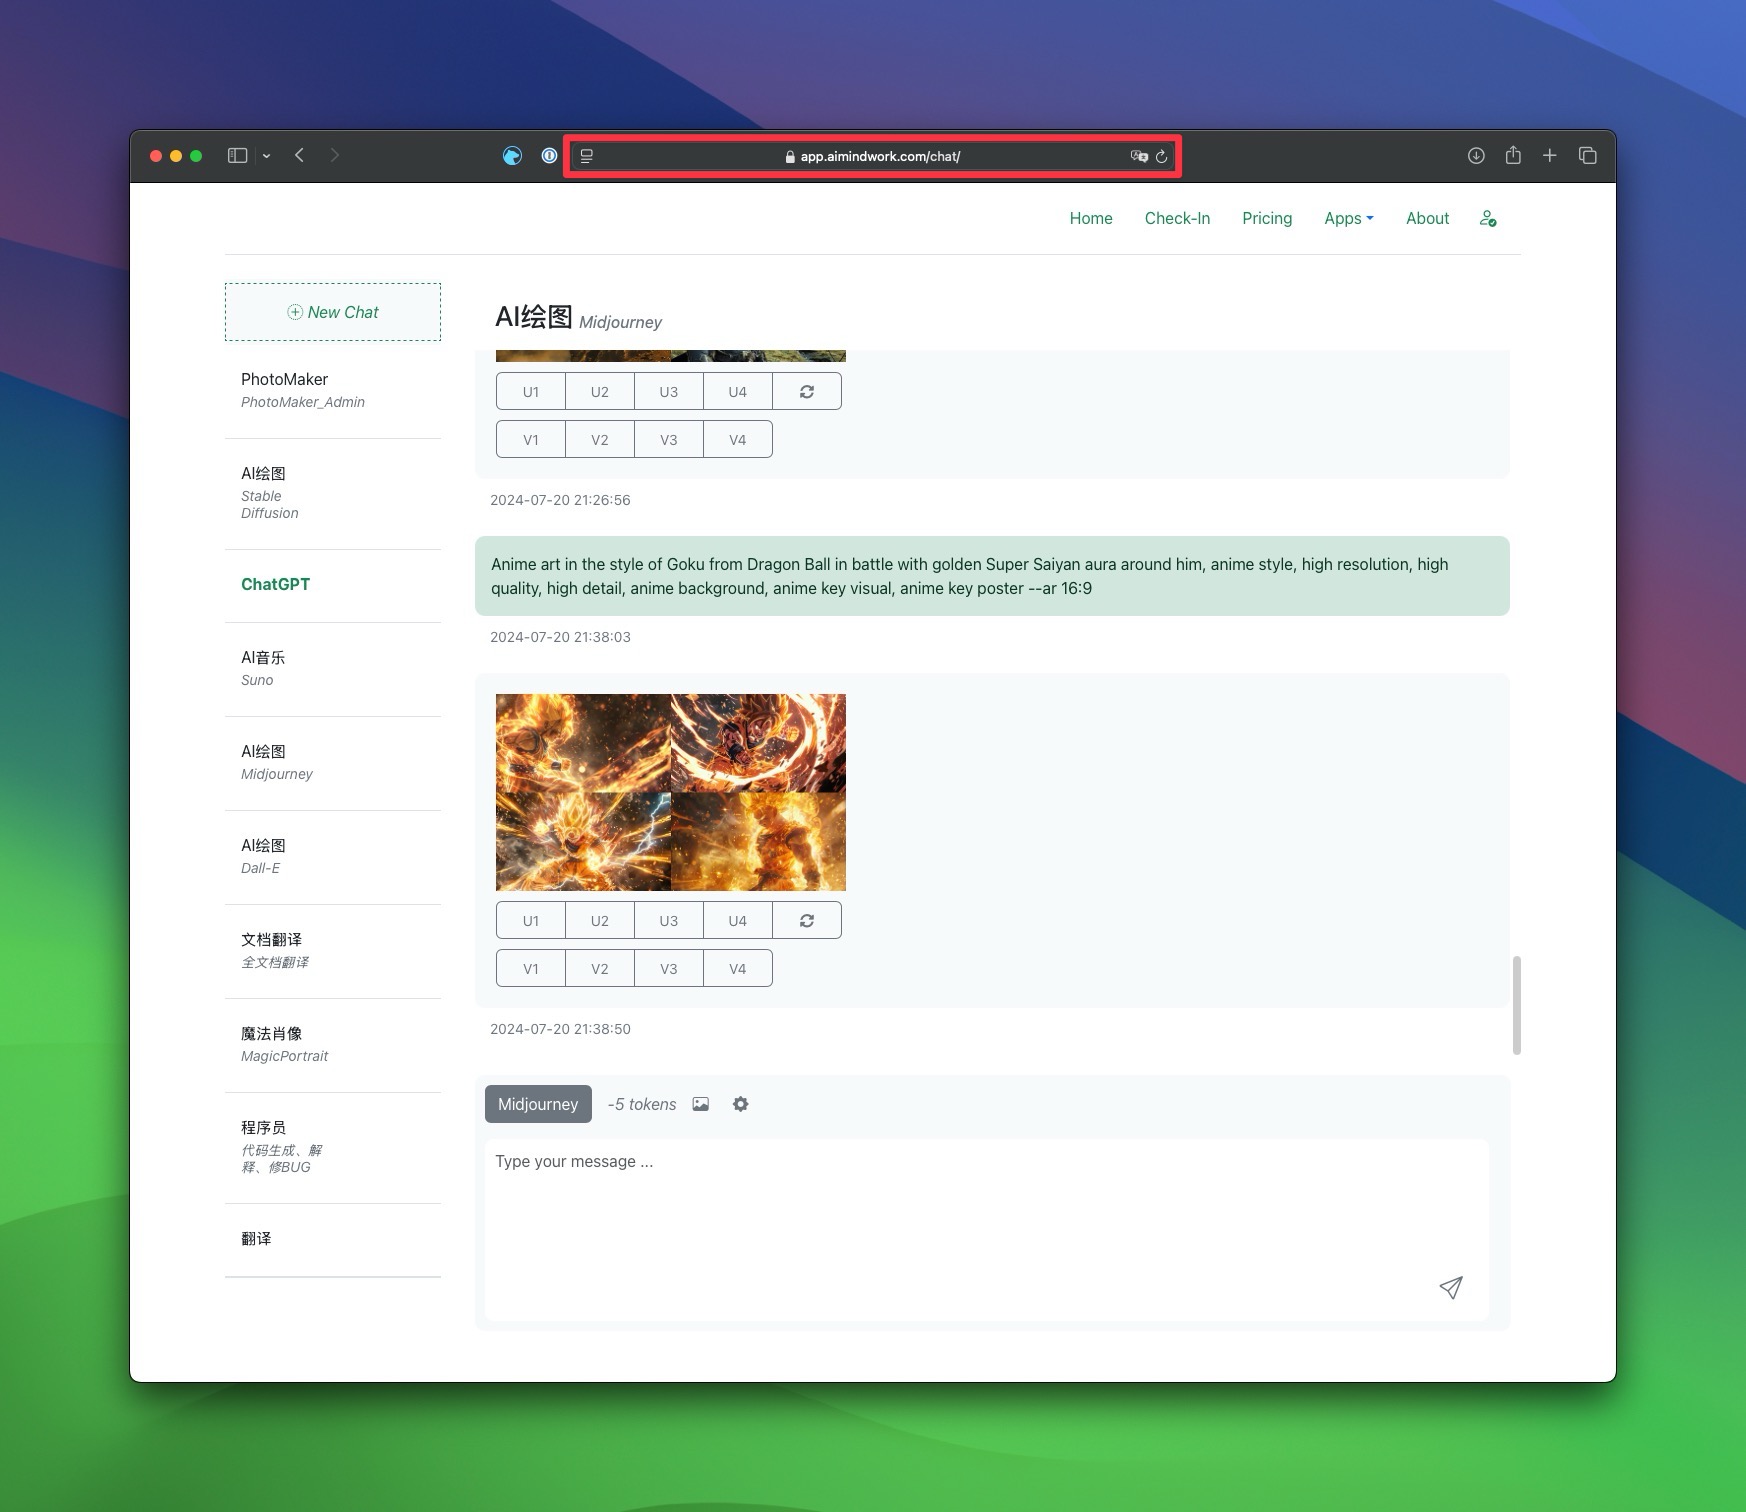 app.aimindwork.com/chat/
Home
Check-In
Pricing
Apps
About
New Chat
PhotoMaker
PhotoMaker_Admin
AI绘图
Stable
Diffusion
ChatGPT
AI音乐
Suno
AI绘图
Midjourney
AI绘图
Dall-E
文档翻译
全文档翻译
魔法肖像
MagicPortrait
程序员
代码生成、解
释、修BUG
翻译
AI绘图 Midjourney
U1
U2
U3
U4
V1
V2
V3
V4
2024-07-20 21:26:56
Anime art in the style of Goku from Dragon Ball in battle with golden Super Saiyan aura around him, anime style, high resolution, high
quality, high detail, anime background, anime key visual, anime key poster --ar 16:9
2024-07-20 21:38:03
U1
U2
U3
U4
V1
V2
V3
V4
2024-07-20 21:38:50
Midjourney
-5 tokens
Type your message ...